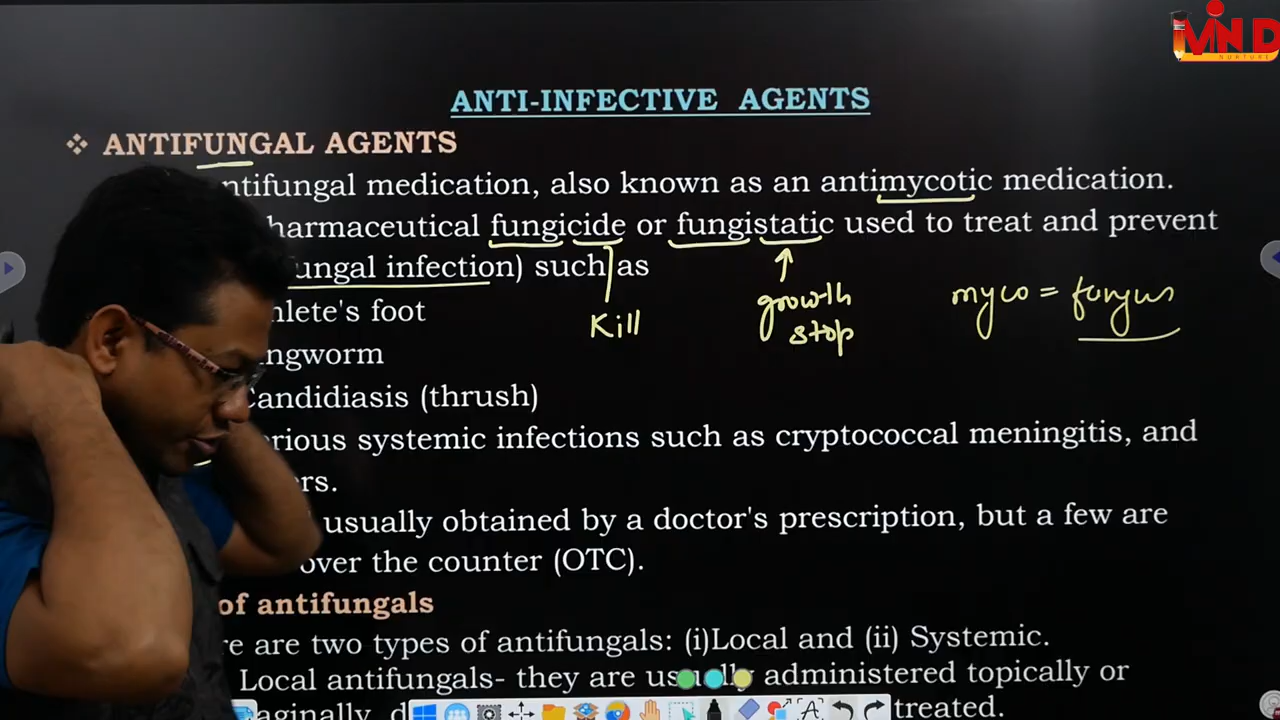 MIND
NURTURE
ANTI-INFECTIVE AGENTS
❖ ANTIFUNGAL AGENTS
ntifungal medication, also known as an antimycotic medication.
harmaceutical fungicide or fungistatic used to treat and prevent
ungal infection) such as
hlete's foot
growth
myco = fungus
Kill
stop
ngworm
Candidiasis (thrush)
erious systemic infections such as cryptococcal meningitis, and
rs.
usually obtained by a doctor's prescription, but a few are
over the counter (OTC).
of antifungals
re are two types of antifungals: (i)Local and (ii) Systemic.
Local antifungals- they are usually administered topically or
aginally, d treated.